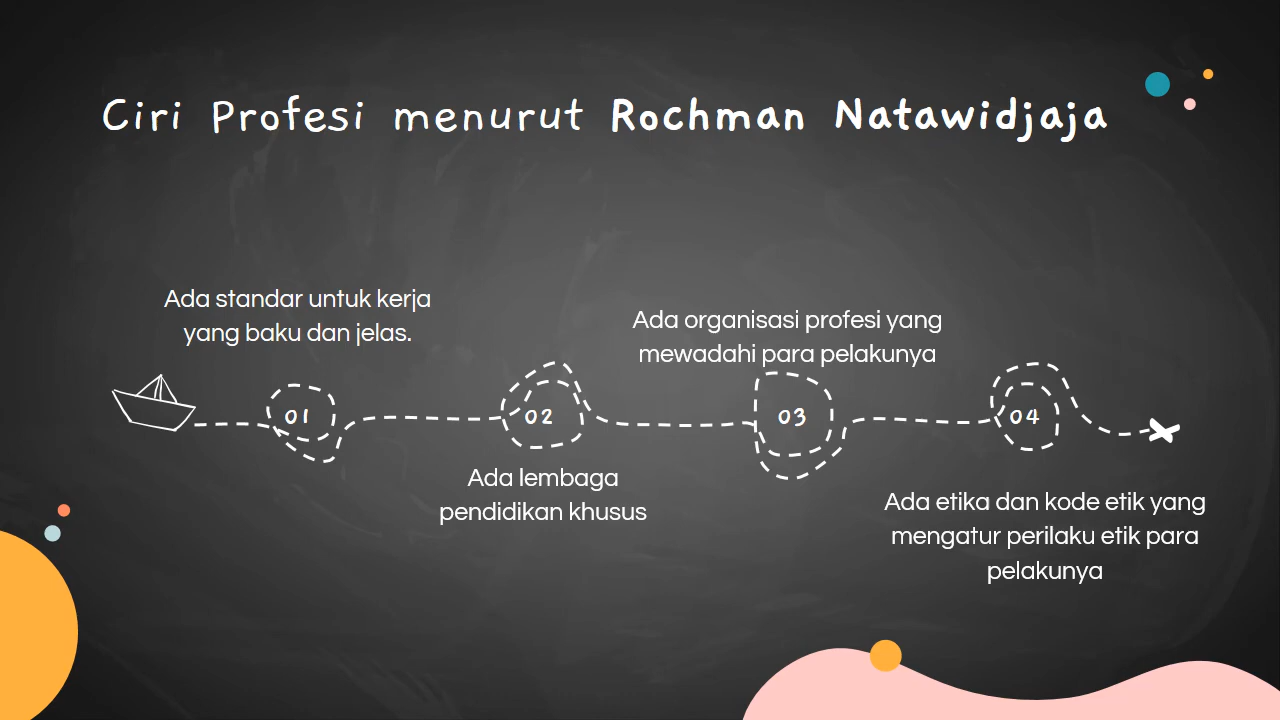 Ciri Profesi menurut Rochman Natawidjaja
Ada standar untuk kerja
yang baku dan jelas.
01
02
Ada lembaga
pendidikan khusus
Ada organisasi profesi yang
mewadahi para pelakunya
03
04
Ada etika dan kode etik yang
mengatur perilaku etik para
pelakunya